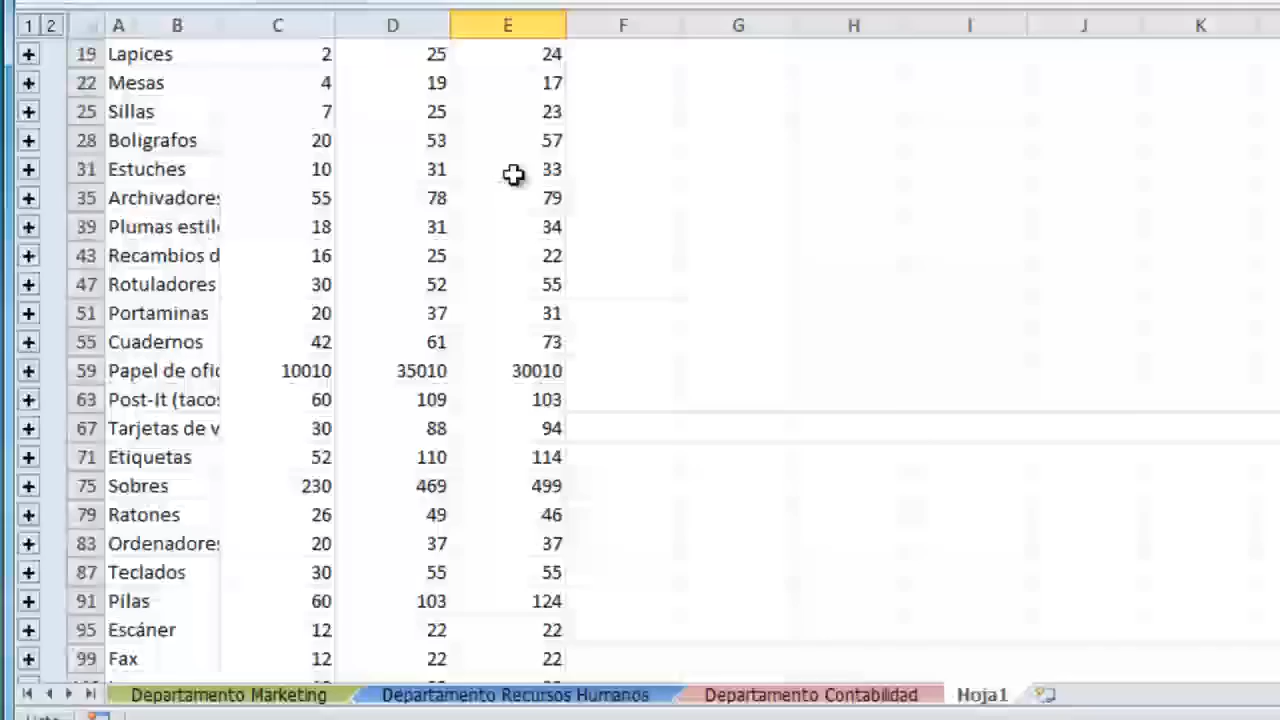 1 2 A B C D E F G H I J K
19 Lapices 2 25 24
22 Mesas 4 19 17
25 Sillas 7 25 23
28 Boligrafos 20 53 57
31 Estuches 10 31 33
35 Archivadores 55 78 79
39 Plumas estil 18 31 34
43 Recambios d 16 25 22
47 Rotuladores 30 52 55
51 Portaminas 20 37 31
55 Cuadernos 42 61 73
59 Papel de ofic 10010 35010 30010
63 Post-It (tacos 60 109 103
67 Tarjetas de v 30 88 94
71 Etiquetas 52 110 114
75 Sobres 230 469 499
79 Ratones 26 49 46
83 Ordenadores 20 37 37
87 Teclados 30 55 55
91 Pilas 60 103 124
95 Escáner 12 22 22
99 Fax 12 22 22
Departamento Marketing Departamento Recursos Humanos Departamento Contabilidad Hoja1